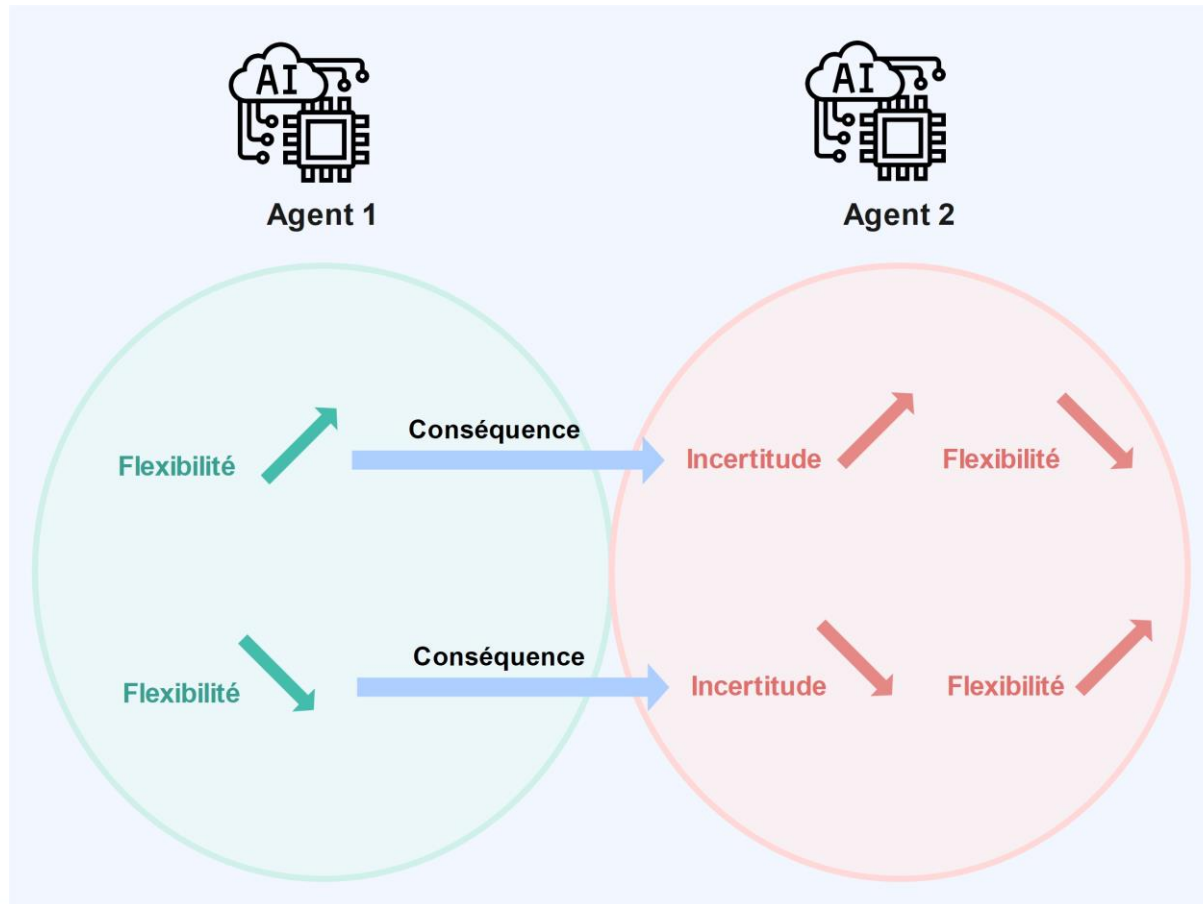 AI
AI
Agent 1
Agent 2
Conséquence
Flexibilité
Incertitude
Flexibilité
Conséquence
Flexibilité
Incertitude
Flexibilité